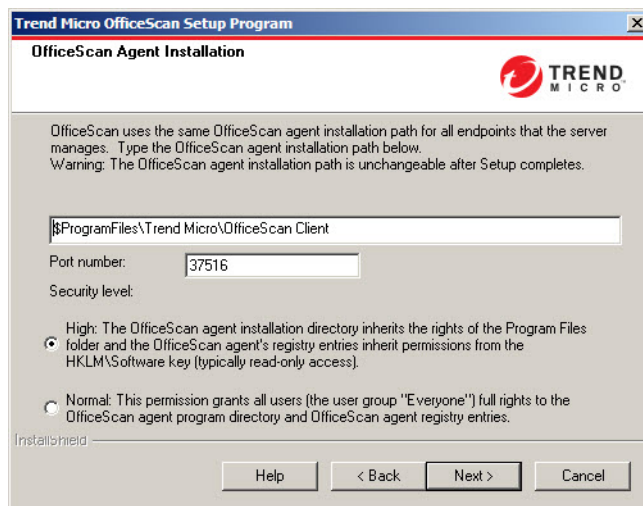 Trend Micro OfficeScan Setup Program
OfficeScan Agent Installation
TREND
MICRO
OfficeScan uses the same OfficeScan agent installation path for all endpoints that the server
manages. Type the OfficeScan agent installation path below.
Warning: The OfficeScan agent installation path is unchangeable after Setup completes.
$ProgramFiles\Trend Micro\OfficeScan Client
Port number: 37516
Security level:
High: The OfficeScan agent installation directory inherits the rights of the Program Files
folder and the OfficeScan agent's registry entries inherit permissions from the
HKLM\Software key (typically read-only access).
Normal: This permission grants all users (the user group "Everyone") full rights to the
OfficeScan agent program directory and OfficeScan agent registry entries.
InstallShield
Help < Back Next > Cancel